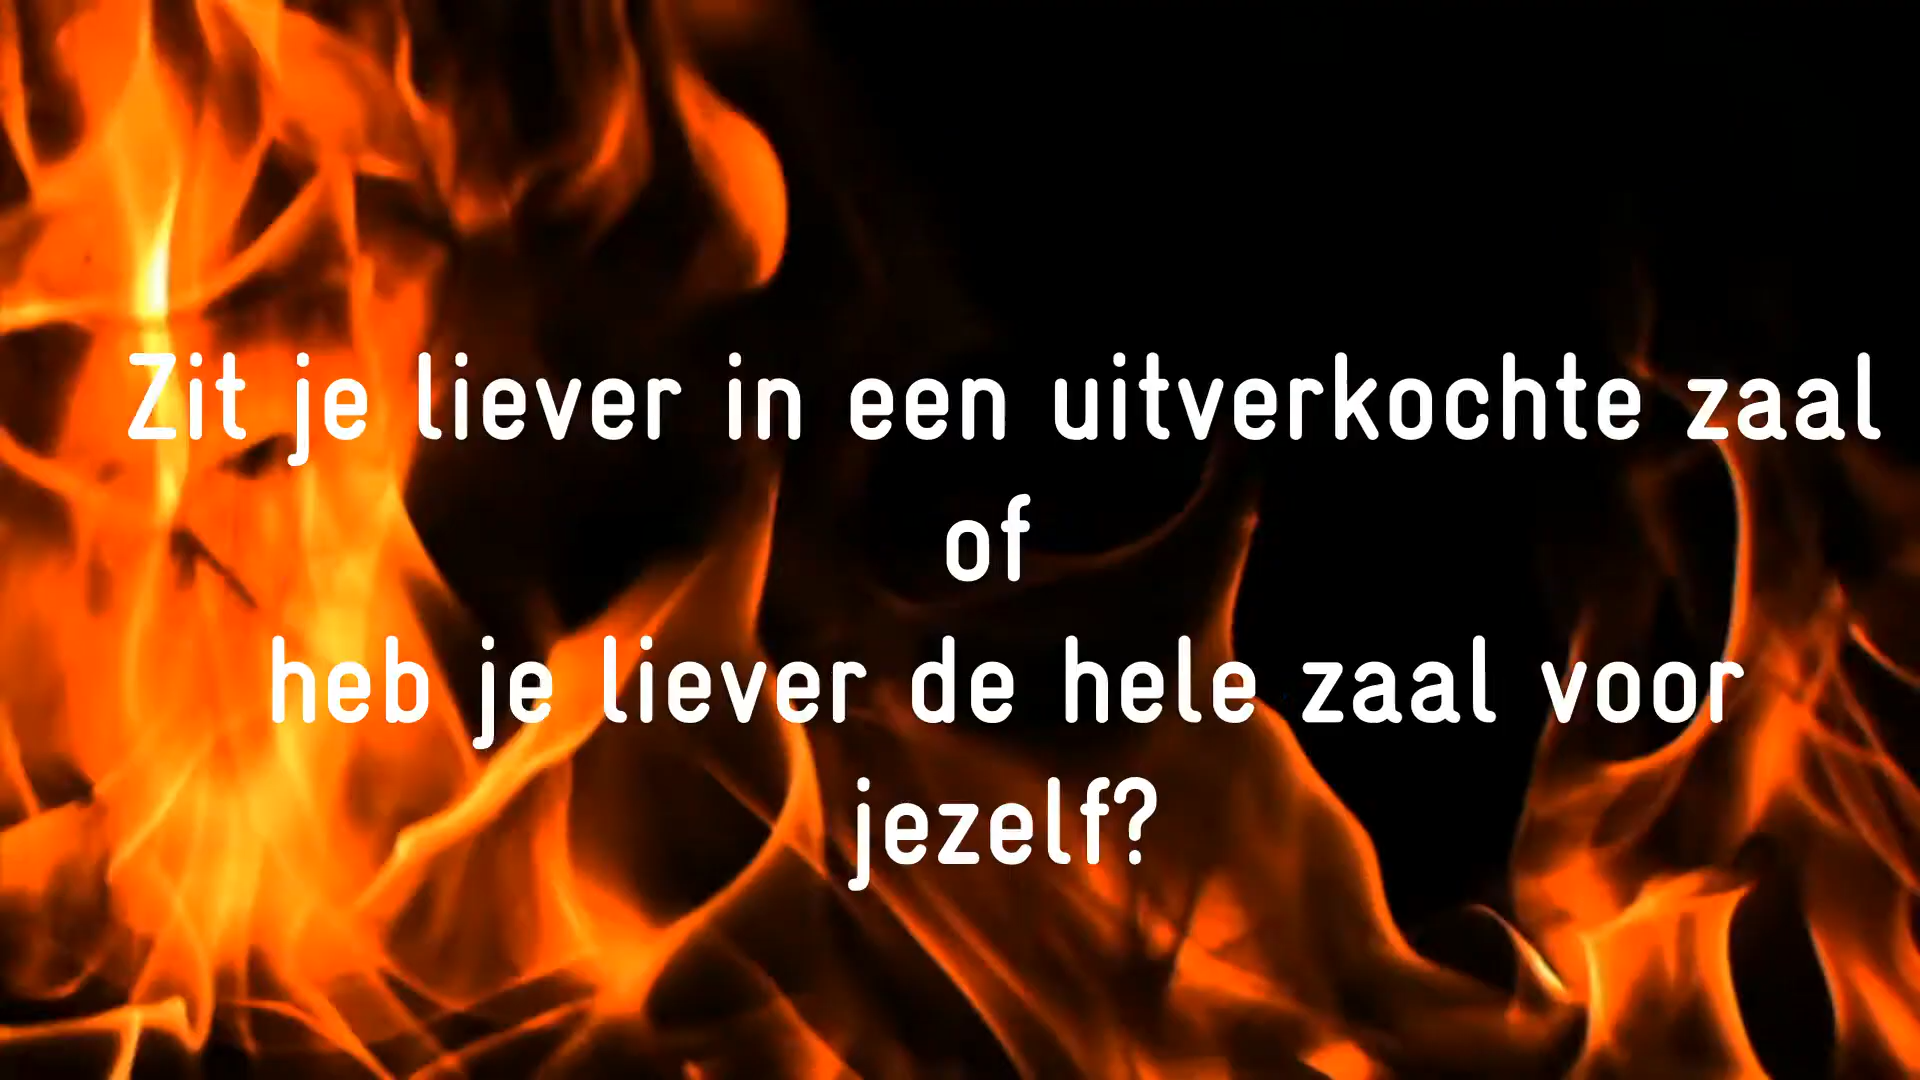 Zit je liever in een uitverkochte zaal
of
heb je liever de hele zaal voor
jezelf?